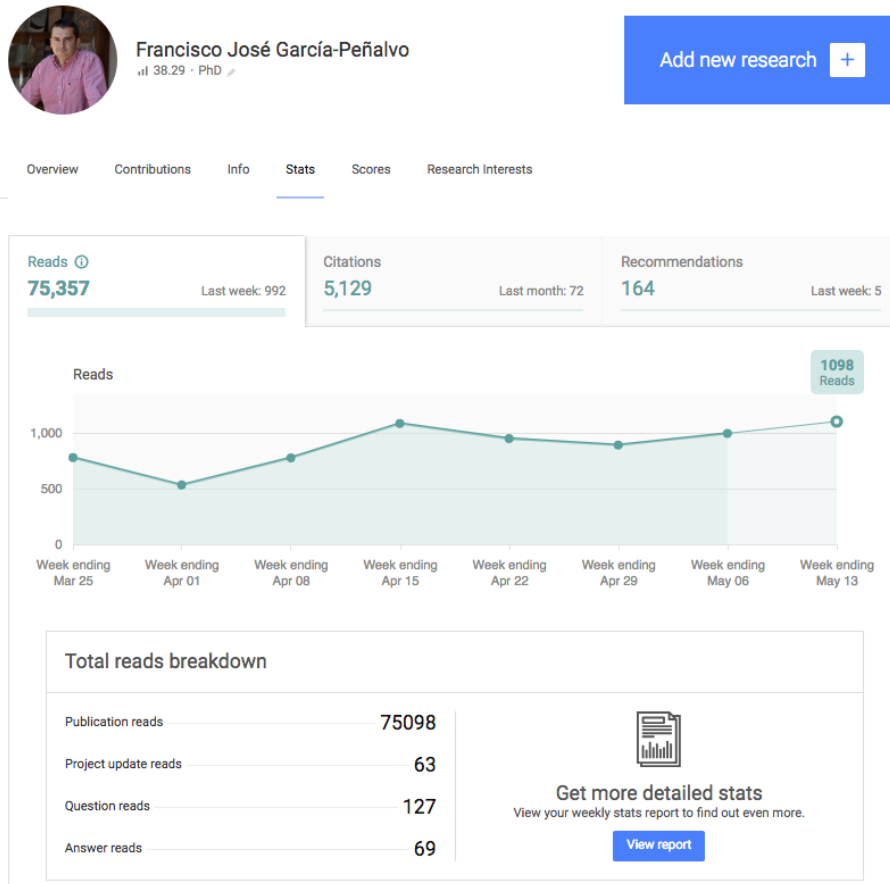 Francisco José García-Peñalvo
38.29 · PhD
Add new research +
Overview Contributions Info Stats Scores Research Interests
Reads Citations Recommendations
75,357 Last week: 992 5,129 Last month: 72 164 Last week: 5
Reads
1098
Reads
1,000
500
0
Week ending Week ending Week ending Week ending Week ending Week ending Week ending Week ending
Mar 25 Apr 01 Apr 08 Apr 15 Apr 22 Apr 29 May 06 May 13
Total reads breakdown
Publication reads 75098
Project update reads 63
Question reads 127
Answer reads 69
Get more detailed stats
View your weekly stats report to find out even more.
View report